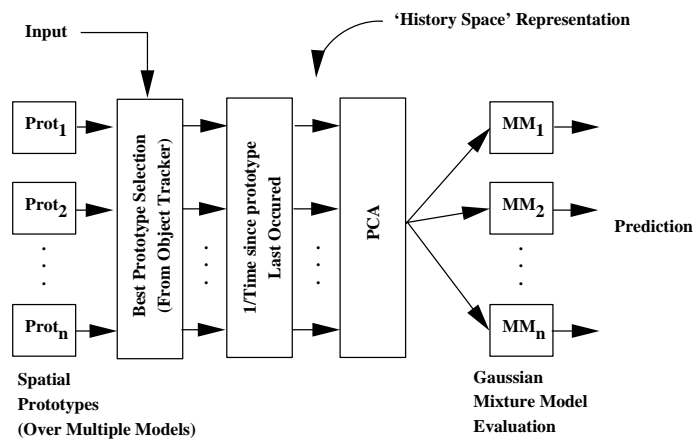 Input
‘History Space’ Representation
Prot1
Prot2
Protn
Best Prototype Selection
(From Object Tracker)
1/Time since prototype
Last Occured
PCA
MM1
MM2
MMn
Prediction
Spatial
Prototypes
(Over Multiple Models)
Gaussian
Mixture Model
Evaluation